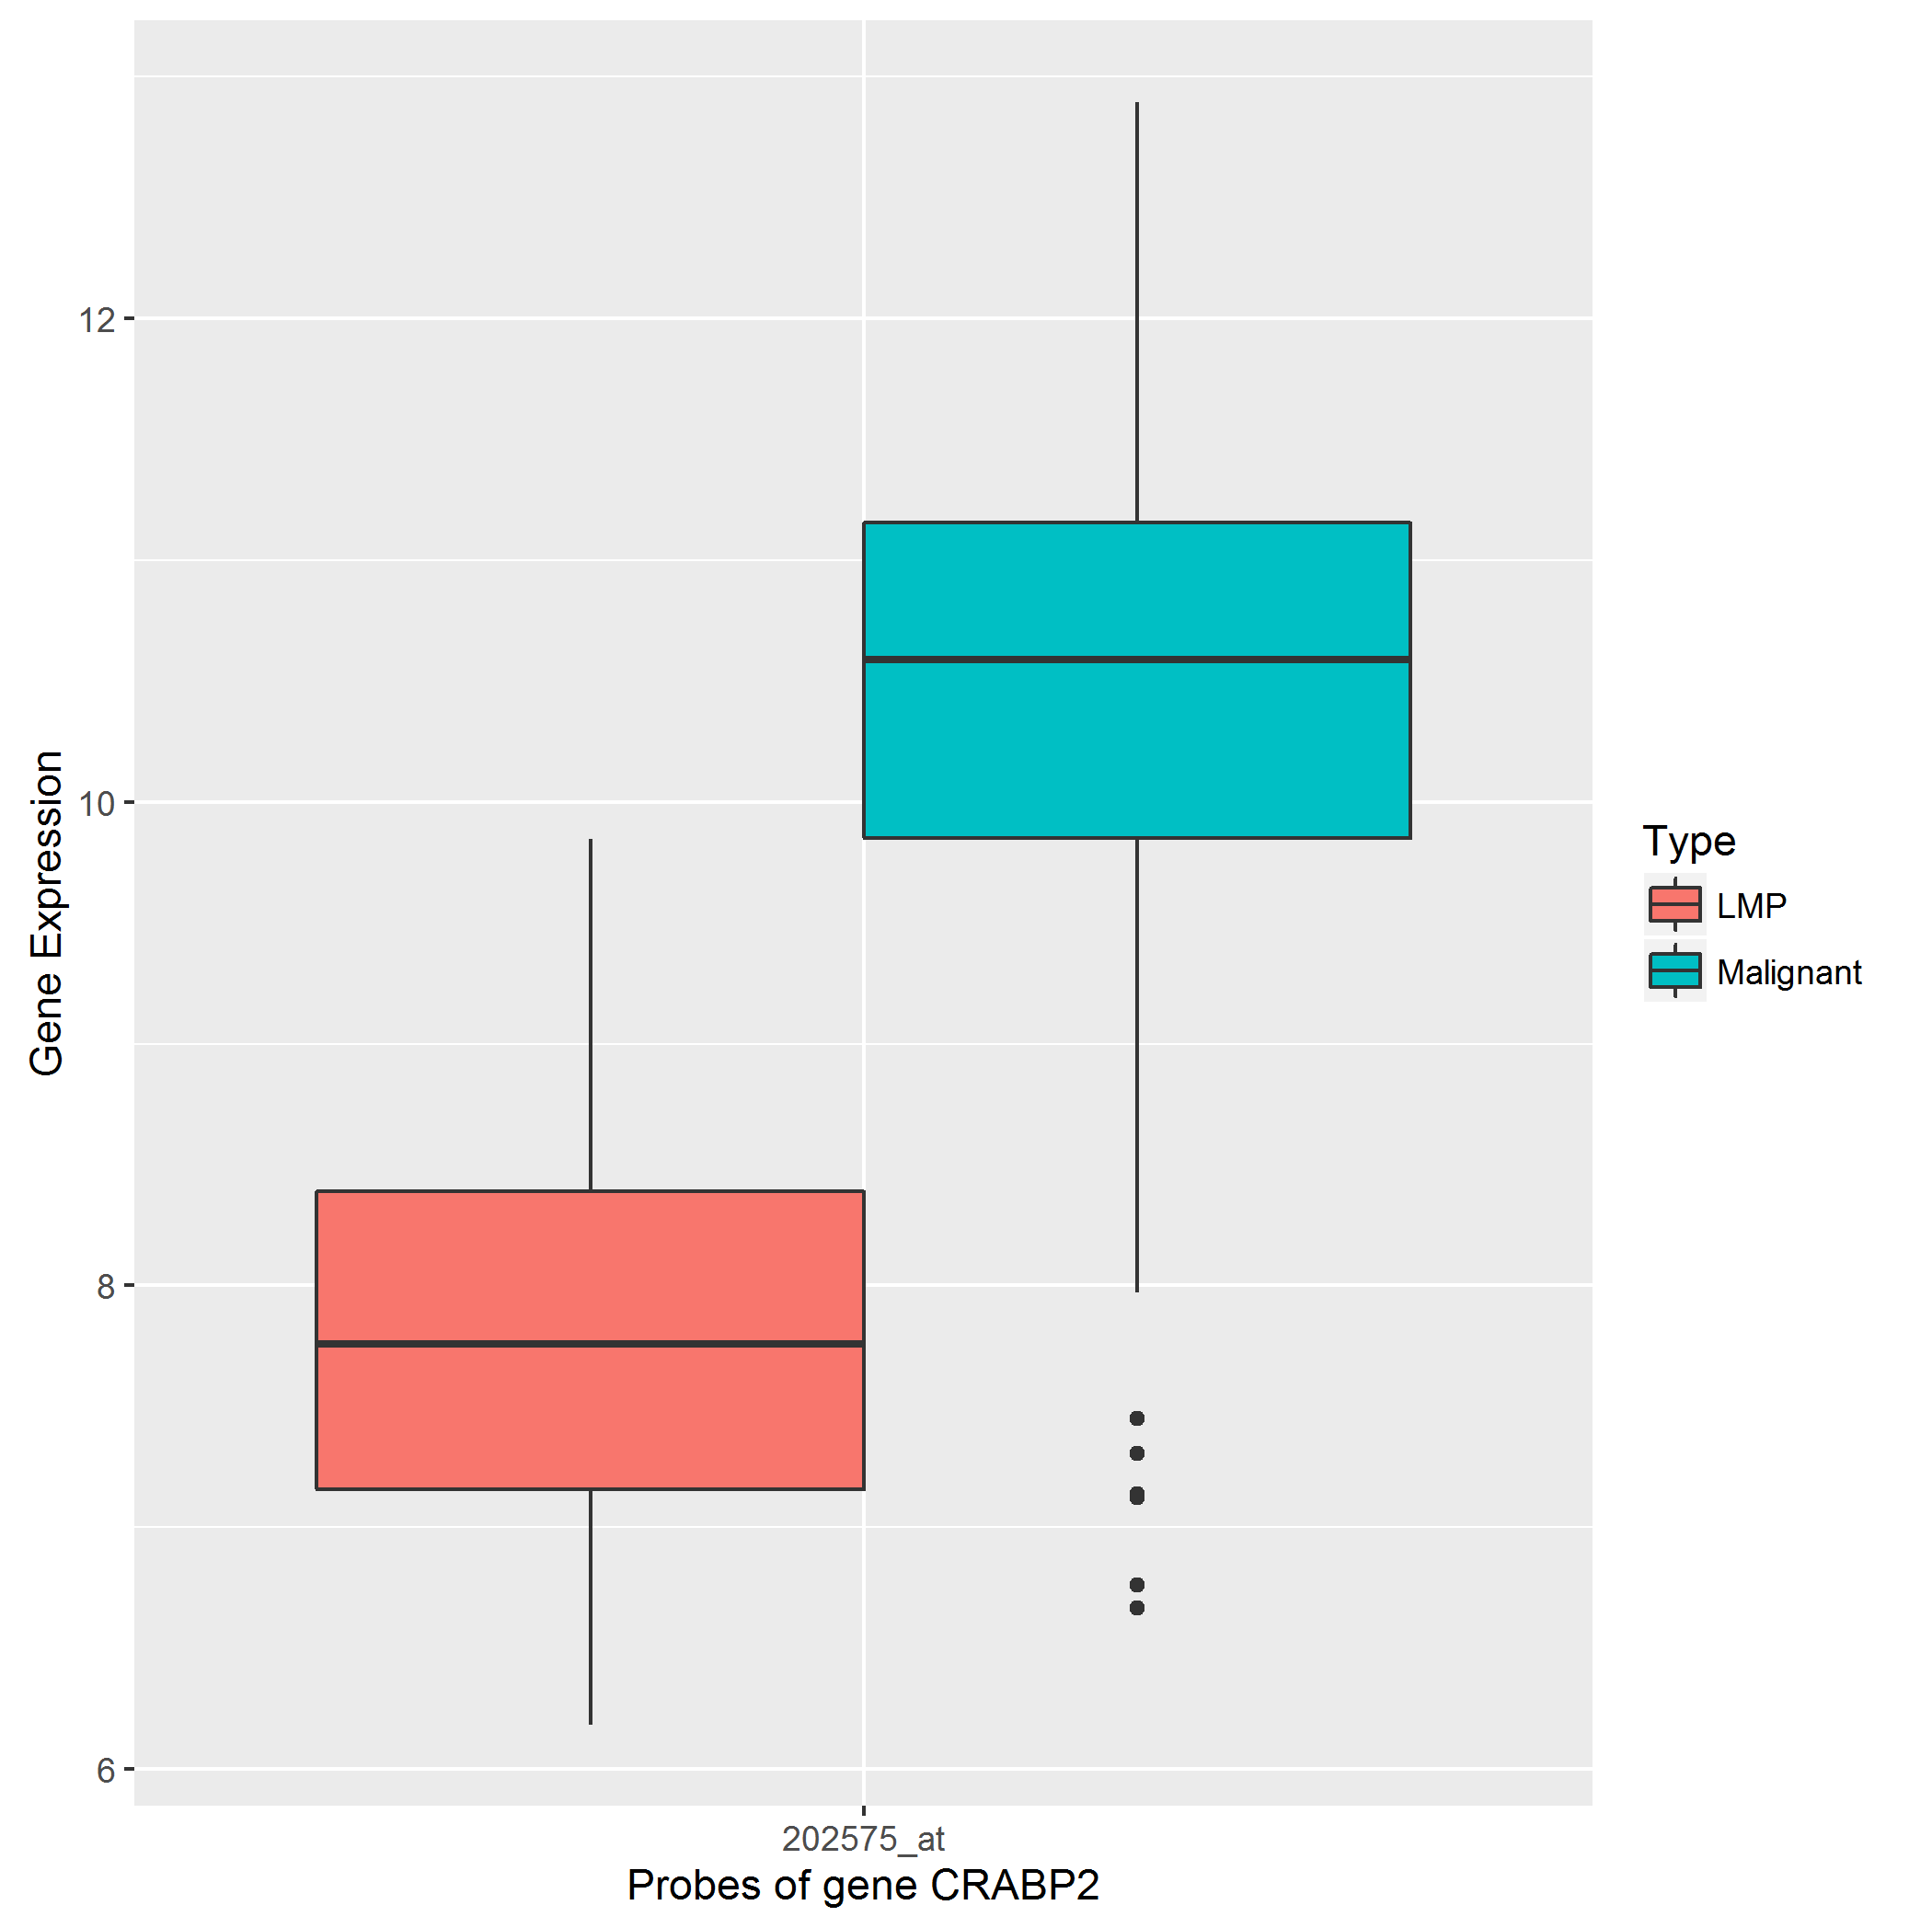 Gene Expression
12
10
8
6
202575_at
Probes of gene CRABP2
Type
LMP
Malignant